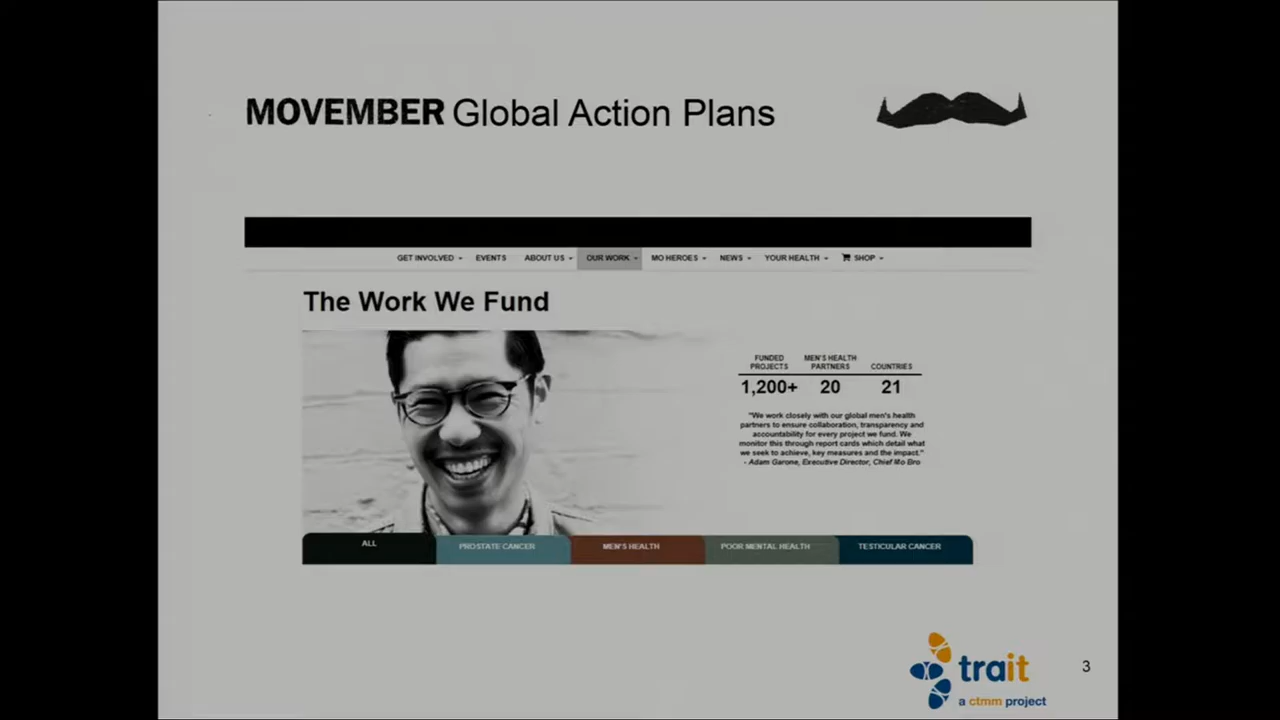 MOVEMBER Global Action Plans
GET INVOLVED EVENTS ABOUT US OUR WORK MO HEROES NEWS YOUR HEALTH SHOP
The Work We Fund
FUNDED PROJECTS
1,200+
MEN'S HEALTH PARTNERS
20
COUNTRIES
21
"We work closely with our global men's health
partners to ensure collaboration, transparency and
accountability for every project we fund. We
monitor this through report cards which detail what
we seek to achieve, key measures and the impact."
- Adam Garone, Executive Director, Chief Mo Bro
ALL PROSTATE CANCER MEN'S HEALTH POOR MENTAL HEALTH TESTICULAR CANCER
trait
a ctmm project
3